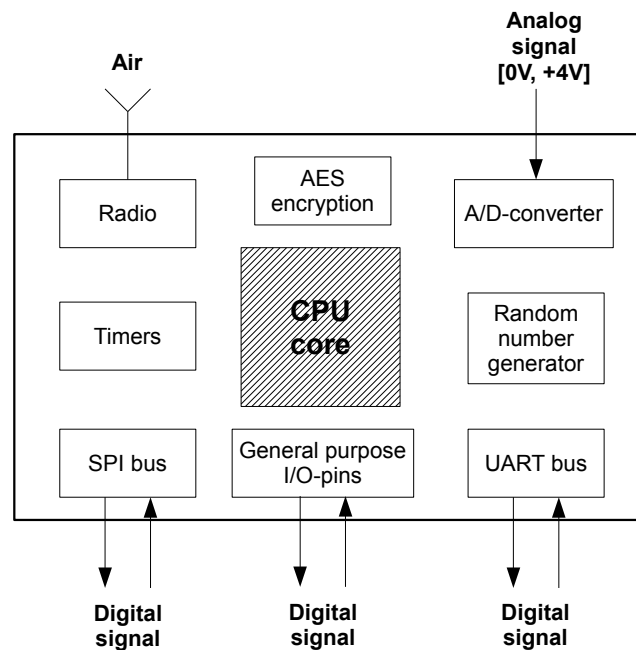 Air
Analog
signal
[0V, +4V]
Radio
AES
encryption
A/D-converter
Timers
CPU
core
Random
number
generator
SPI bus
General purpose
I/O-pins
UART bus
Digital
signal
Digital
signal
Digital
signal